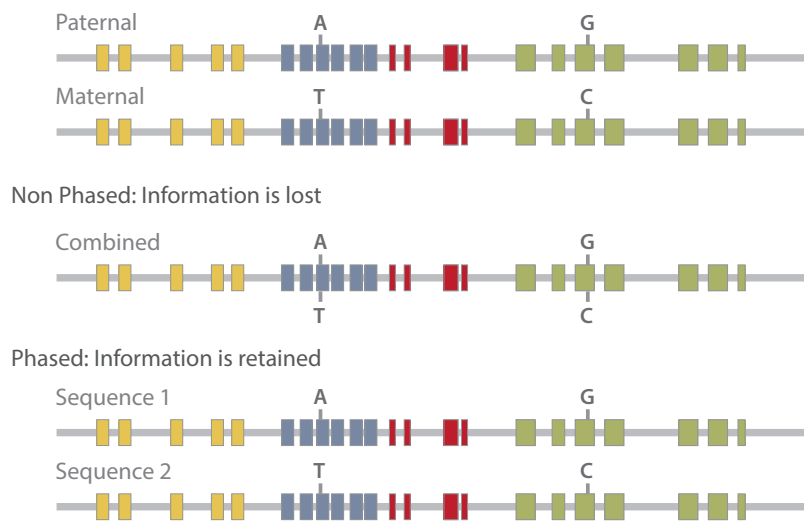 Paternal
A G
Maternal
T C
Non Phased: Information is lost
Combined
A G
T C
Phased: Information is retained
Sequence 1
A G
Sequence 2
T C